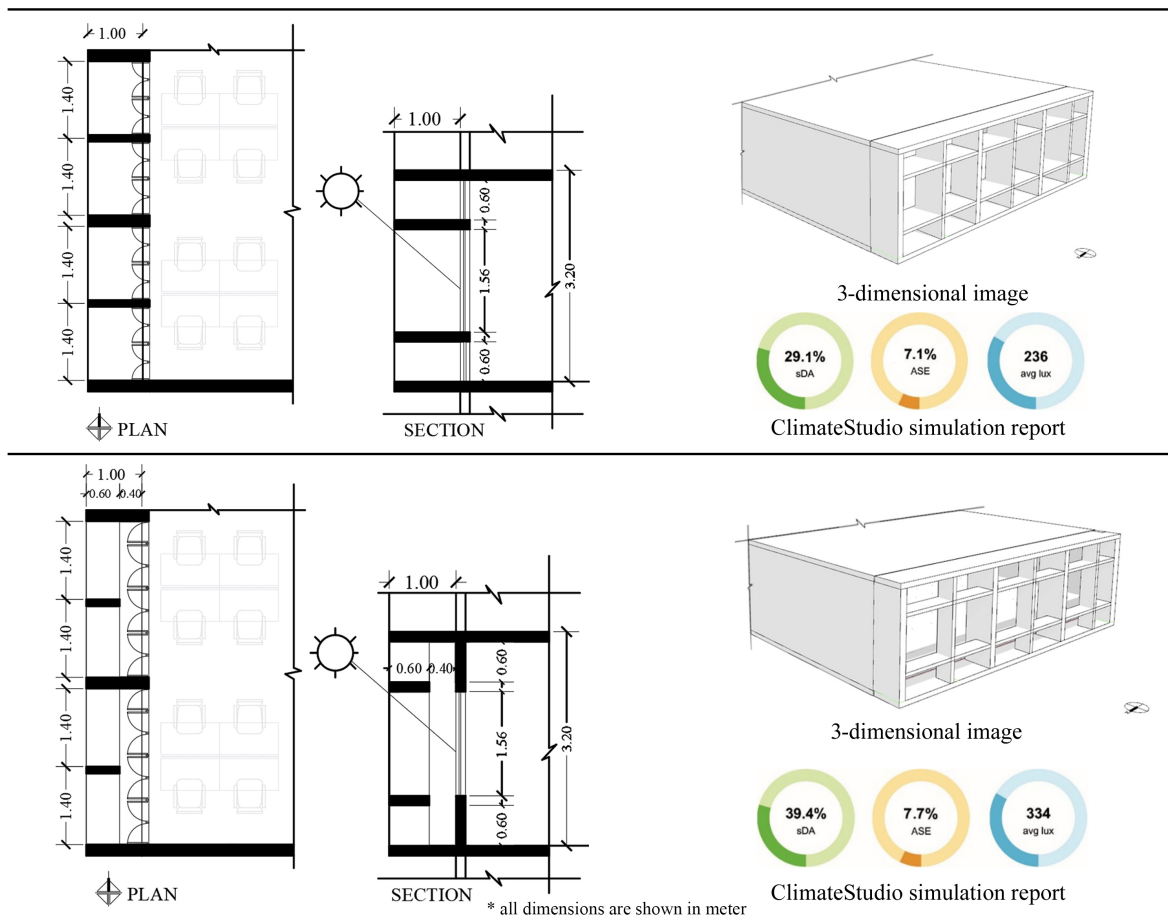 1.00
1.40
1.40
1.40
1.40
PLAN
1.00
0.60
1.56
0.60
3.20
SECTION
3-dimensional image
29.1%
sDA
7.1%
ASE
236
avg lux
ClimateStudio simulation report
1.00
0.60 0.40
1.40
1.40
1.40
1.40
PLAN
1.00
0.60 0.40
0.60
1.56
0.60
3.20
SECTION
3-dimensional image
39.4%
sDA
7.7%
ASE
334
avg lux
ClimateStudio simulation report
* all dimensions are shown in meter